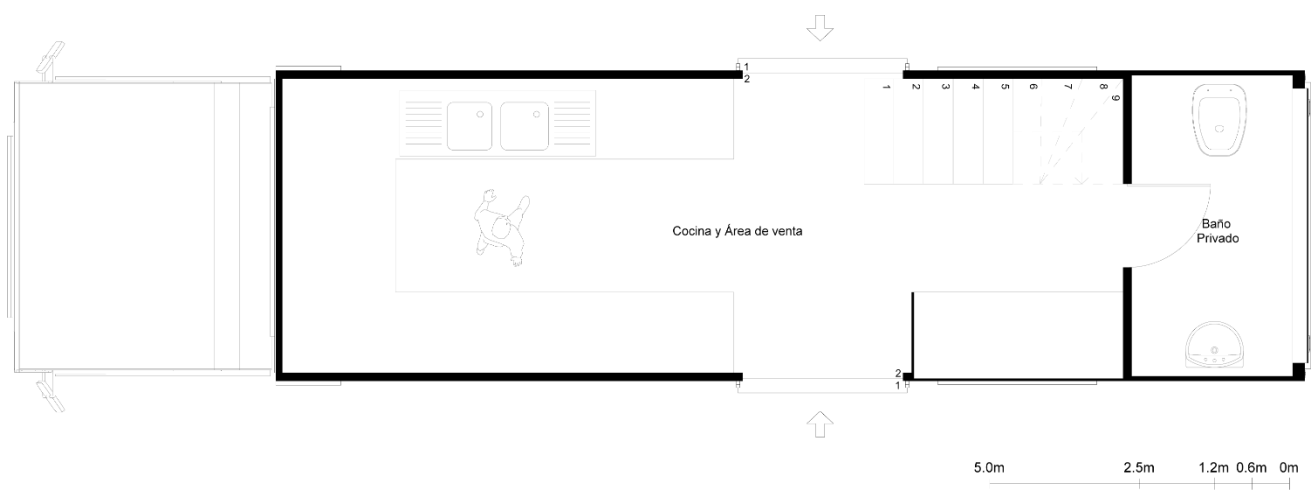 1
2
1 2 3 4 5 6 7 8 9
Cocina y Área de venta
Baño
Privado
2
1
5.0m 2.5m 1.2m 0.6m 0m